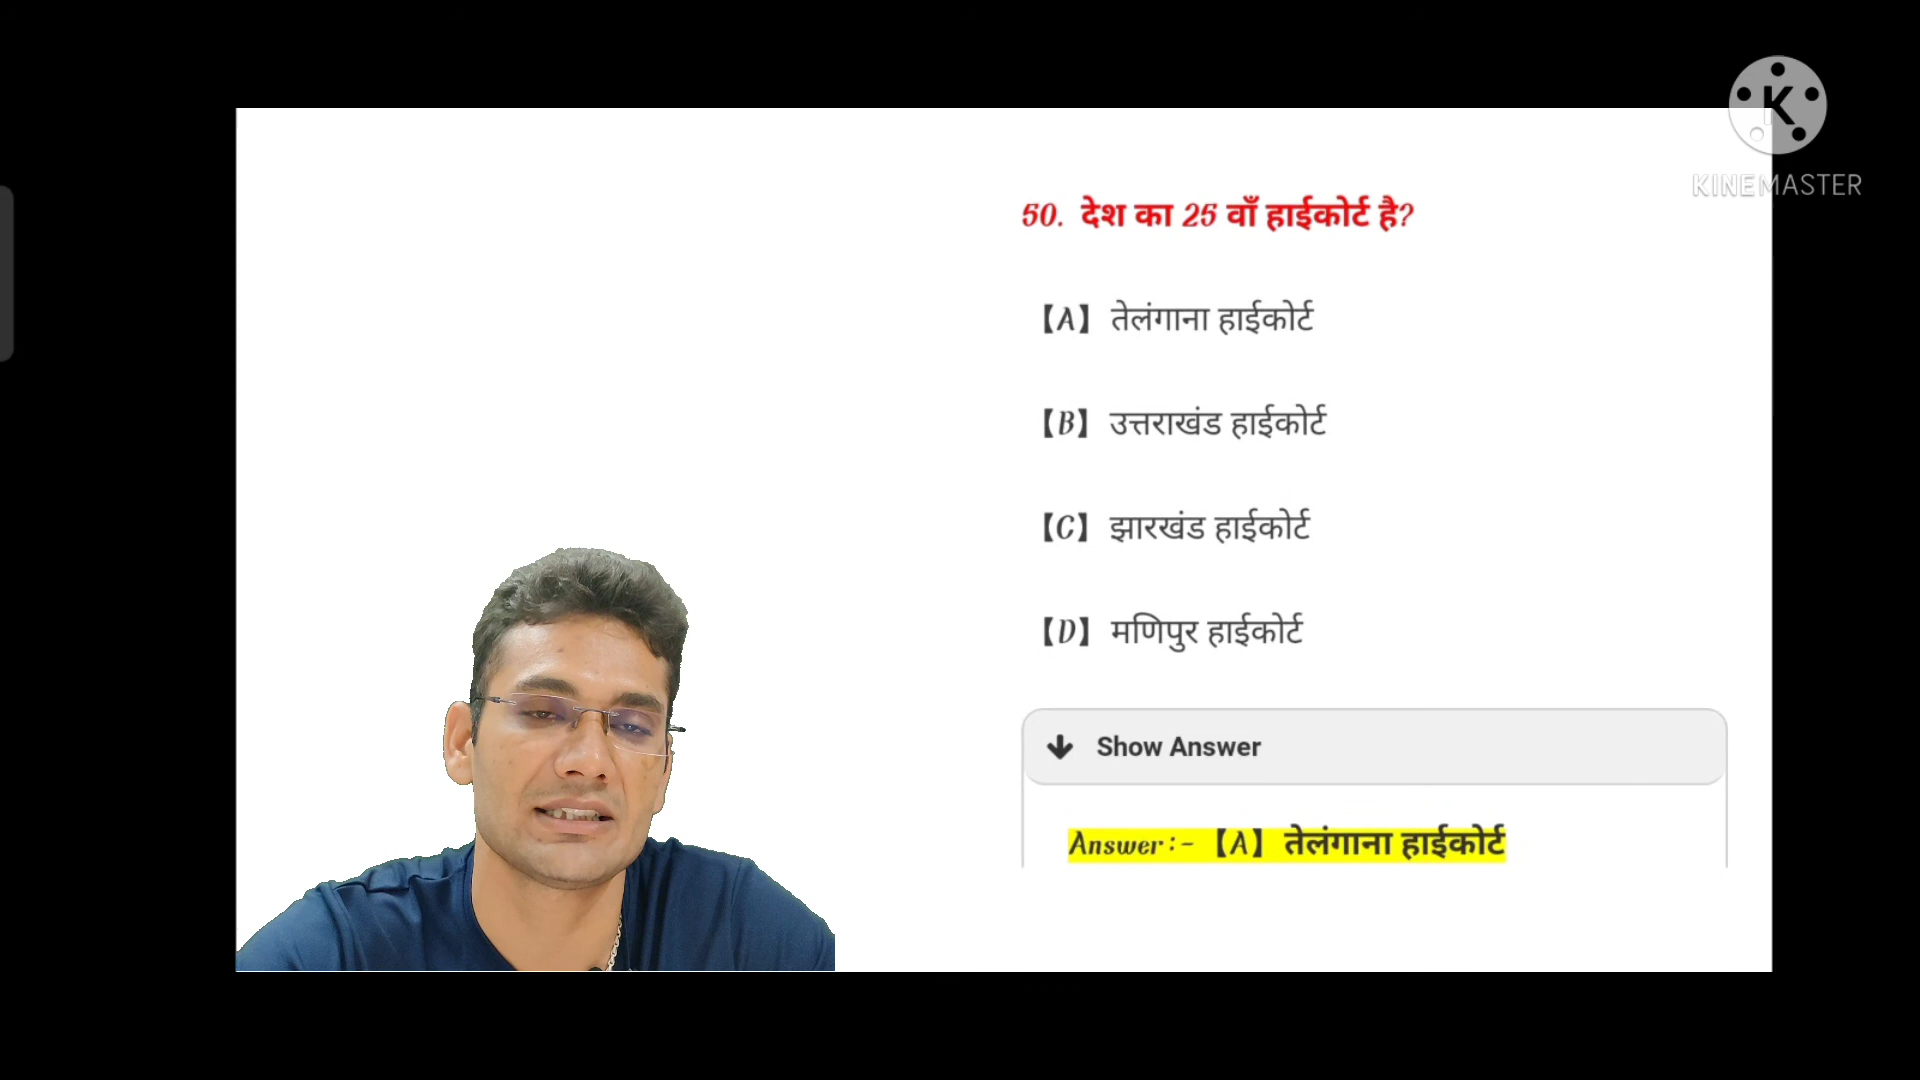 K
KINEMASTER
50. देश का 25 वाँ हाईकोर्ट है?
【A】 तेलंगाना हाईकोर्ट
【B】 उत्तराखंड हाईकोर्ट
【C】 झारखंड हाईकोर्ट
【D】 मणिपुर हाईकोर्ट
Show Answer
Answer:- 【A】 तेलंगाना हाईकोर्ट